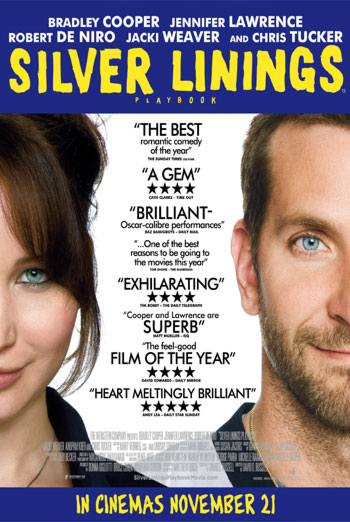 BRADLEY COOPER JENNIFER LAWRENCE
ROBERT DE NIRO JACKI WEAVER AND CHRIS TUCKER
SILVER LININGS
PLAYBOOK
“THE BEST
romantic comedy
of the year”
THE SUNDAY TIMES
“A GEM”
★★★★
CATH CLARKE - TIME OUT
“BRILLIANT-
Oscar-calibre performances”
BAZ BAMIGBOYE - DAILY MAIL
“...One of the best
reasons to be going to
the movies this year”
TOM SHONE - THE GUARDIAN
“EXHILARATING”
★★★★
TIM ROBEY - THE DAILY TELEGRAPH
“Cooper and Lawrence are
SUPERB”
MATT MUELLER - GQ
“The feel-good
FILM OF THE YEAR”
★★★★
DAVID EDWARDS - DAILY MIRROR
“HEART MELTINGLY BRILLIANT”
★★★★★
ANDY LEA - DAILY STAR SUNDAY
SilverLiningsPlaybookMovie.com
IN CINEMAS NOVEMBER 21